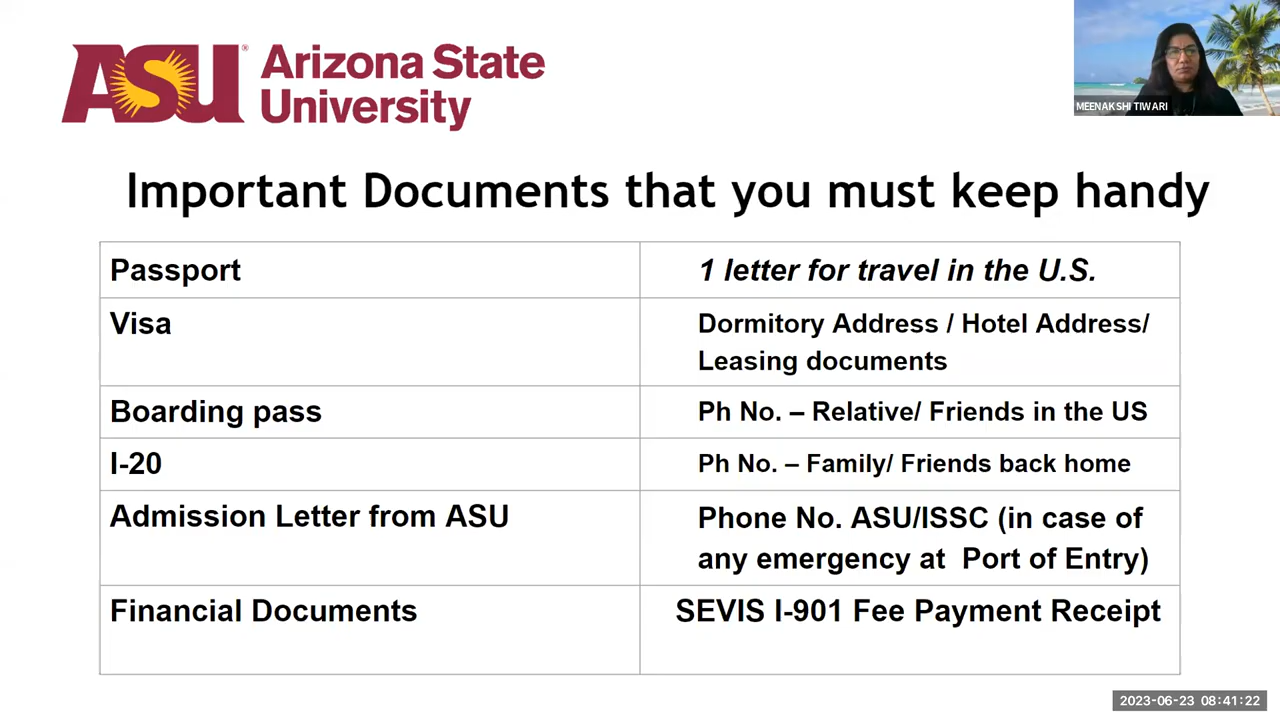 ASU Arizona State
University
MEENAKSHI TIWARI
Important Documents that you must keep handy
Passport
1 letter for travel in the U.S.
Visa
Dormitory Address / Hotel Address/
Leasing documents
Boarding pass
Ph No. – Relative/ Friends in the US
I-20
Ph No. – Family/ Friends back home
Admission Letter from ASU
Phone No. ASU/ISSC (in case of
any emergency at  Port of Entry)
Financial Documents
SEVIS I-901 Fee Payment Receipt
2023-06-23 08:41:22